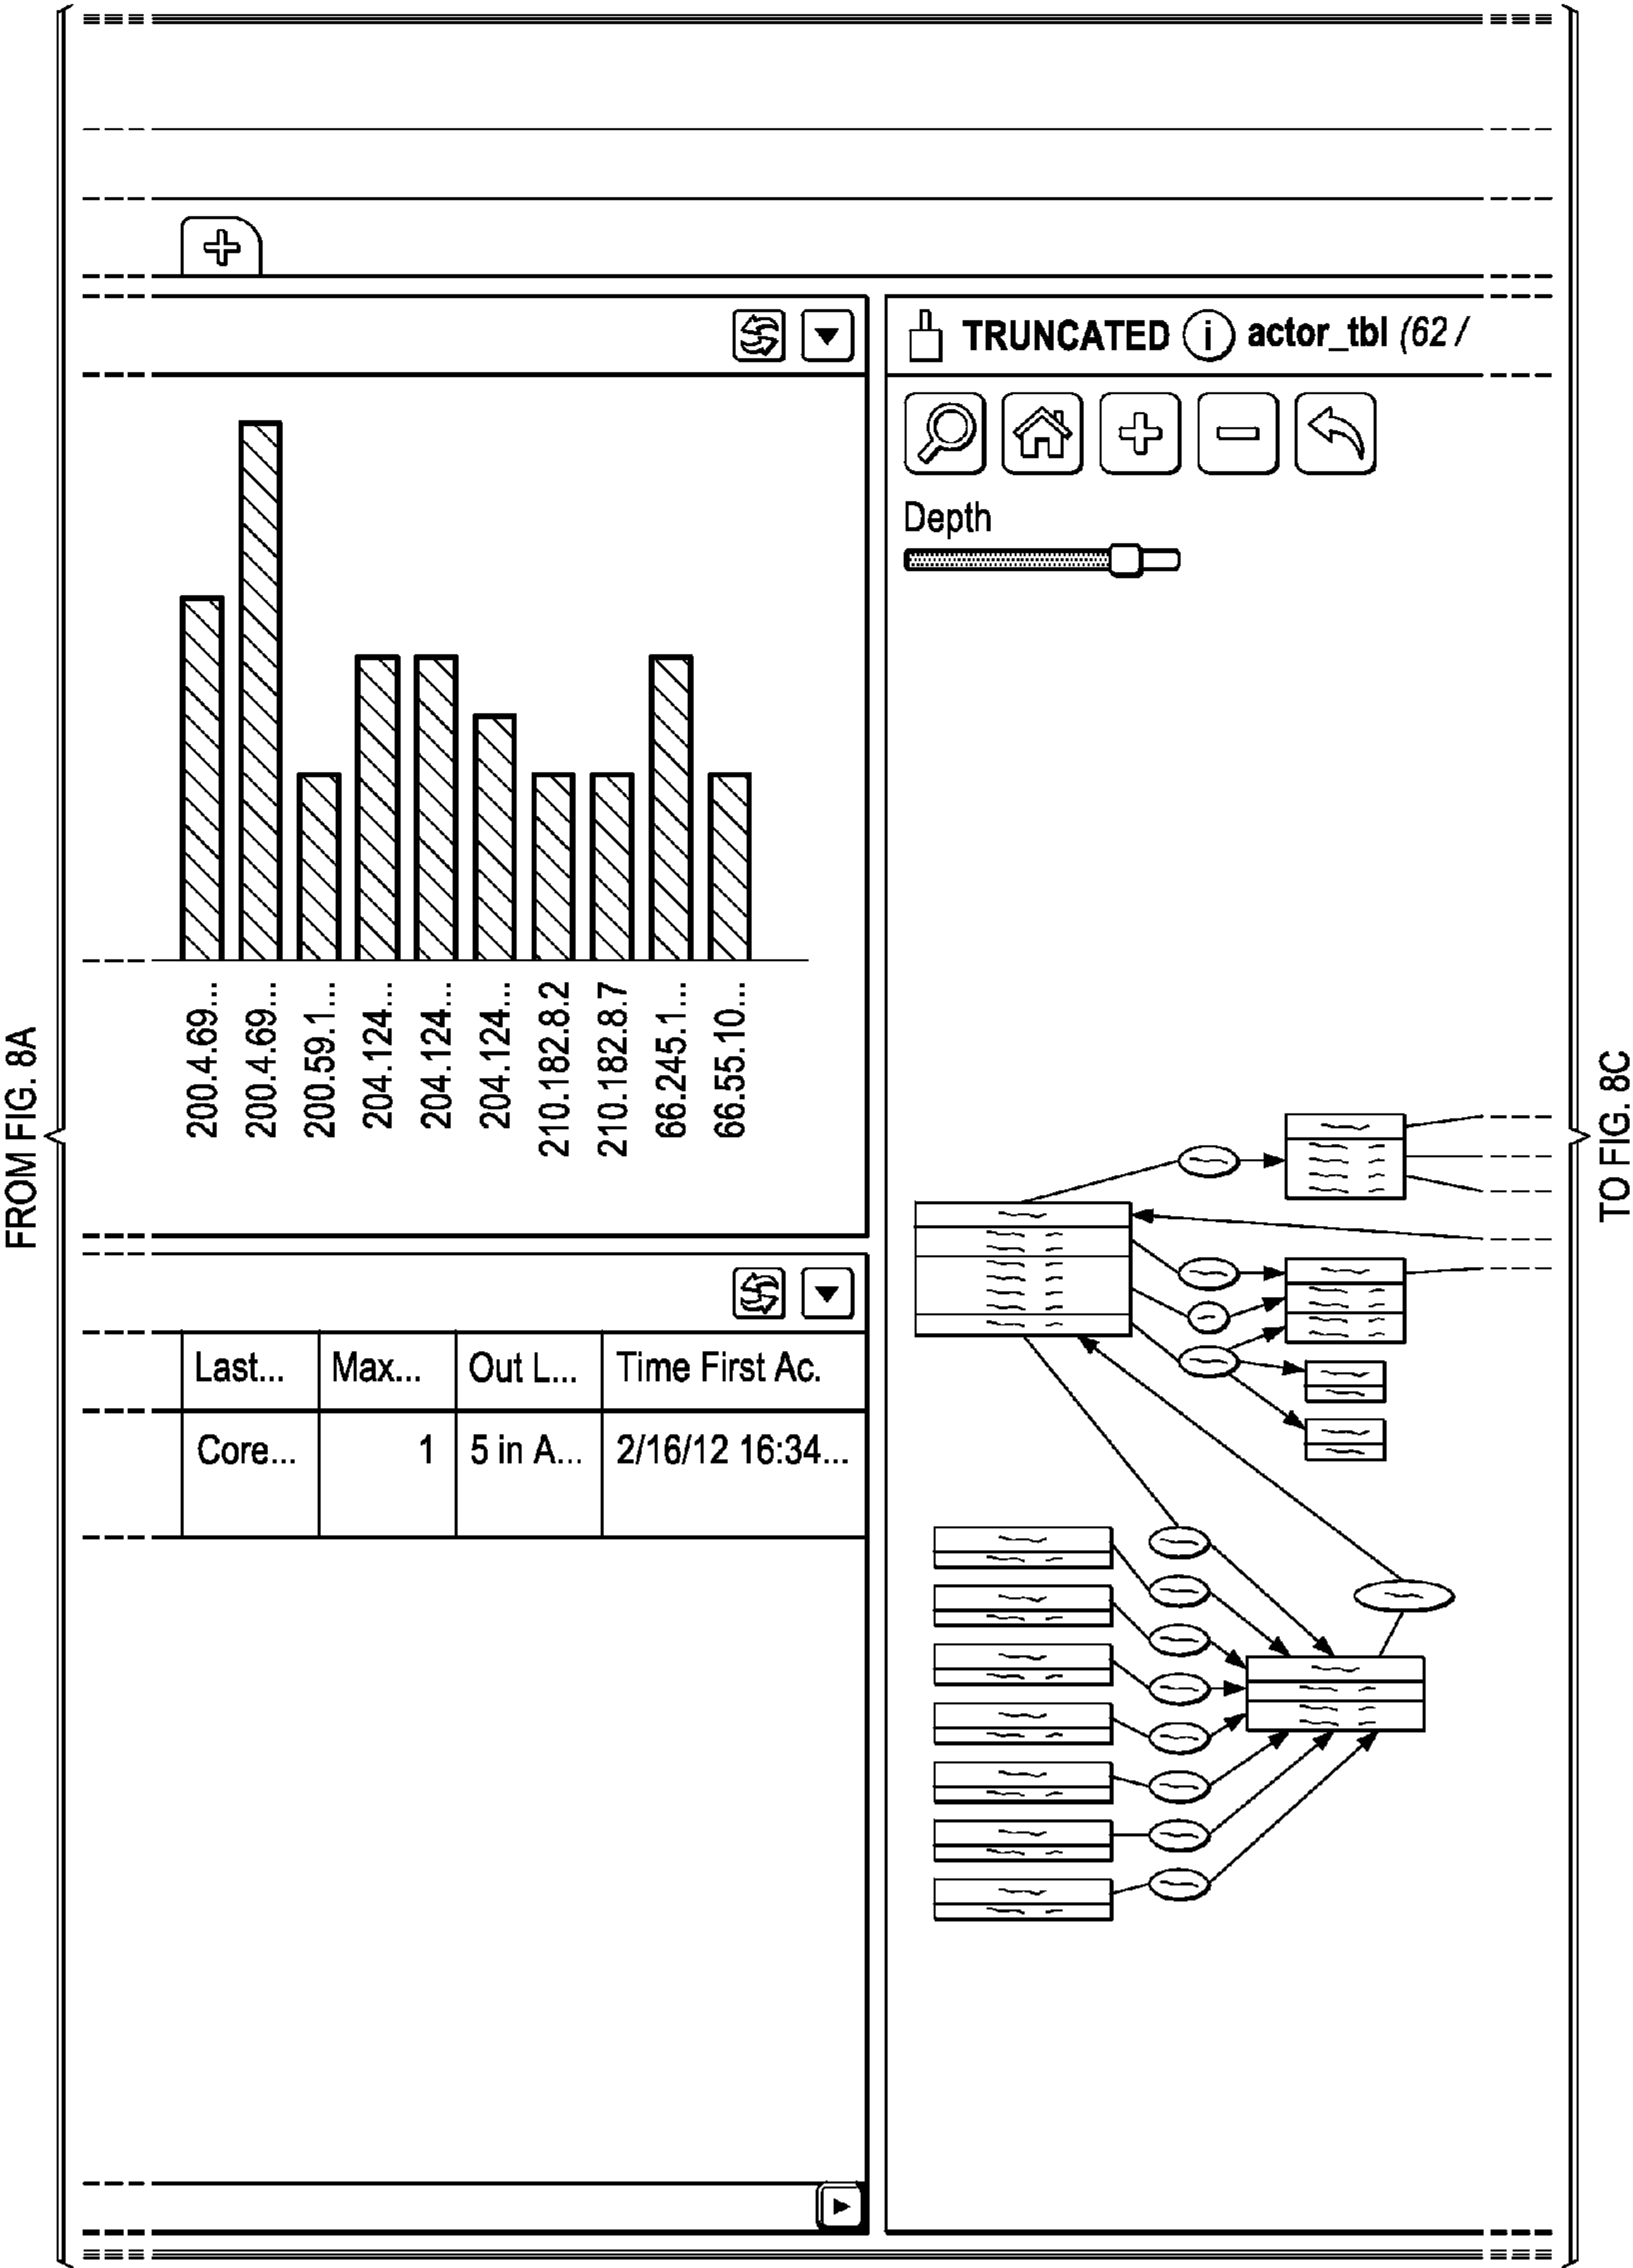 FROM FIG. 8A
TRUNCATED i actor_tbl (62 /
Depth
200.4.69...
200.4.69...
200.59.1...
204.124...
204.124...
204.124...
210.182.8.2
210.182.8.7
66.245.1...
66.55.10...
Last... Max... Out L... Time First Ac.
Core... 1 5 in A... 2/16/12 16:34...
TO FIG. 8C